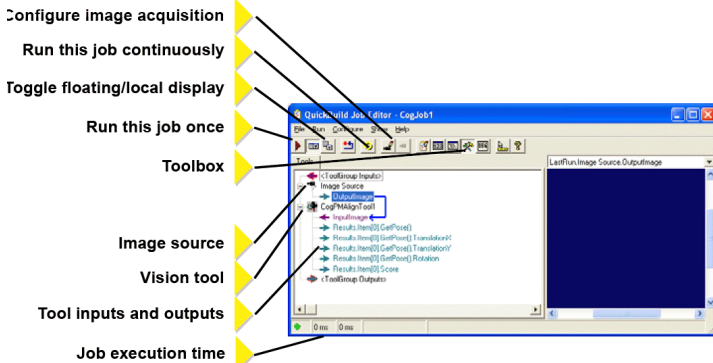 Configure image acquisition
Run this job continuously
Toggle floating/local display
Run this job once
Toolbox
Image source
Vision tool
Tool inputs and outputs
Job execution time
QuickBuild Job Editor - CogJob1
File Run Configure Show Help
Tools
LastRun.Image Source.OutputImage
<ToolGroup Inputs>
Image Source
OutputImage
CogPMAlignTool1
InputImage
Results.Item[0].GetPose()
Results.Item[0].GetPose().TranslationX
Results.Item[0].GetPose().TranslationY
Results.Item[0].GetPose().Rotation
Results.Item[0].Score
<ToolGroup Outputs>
0 ms 0 ms